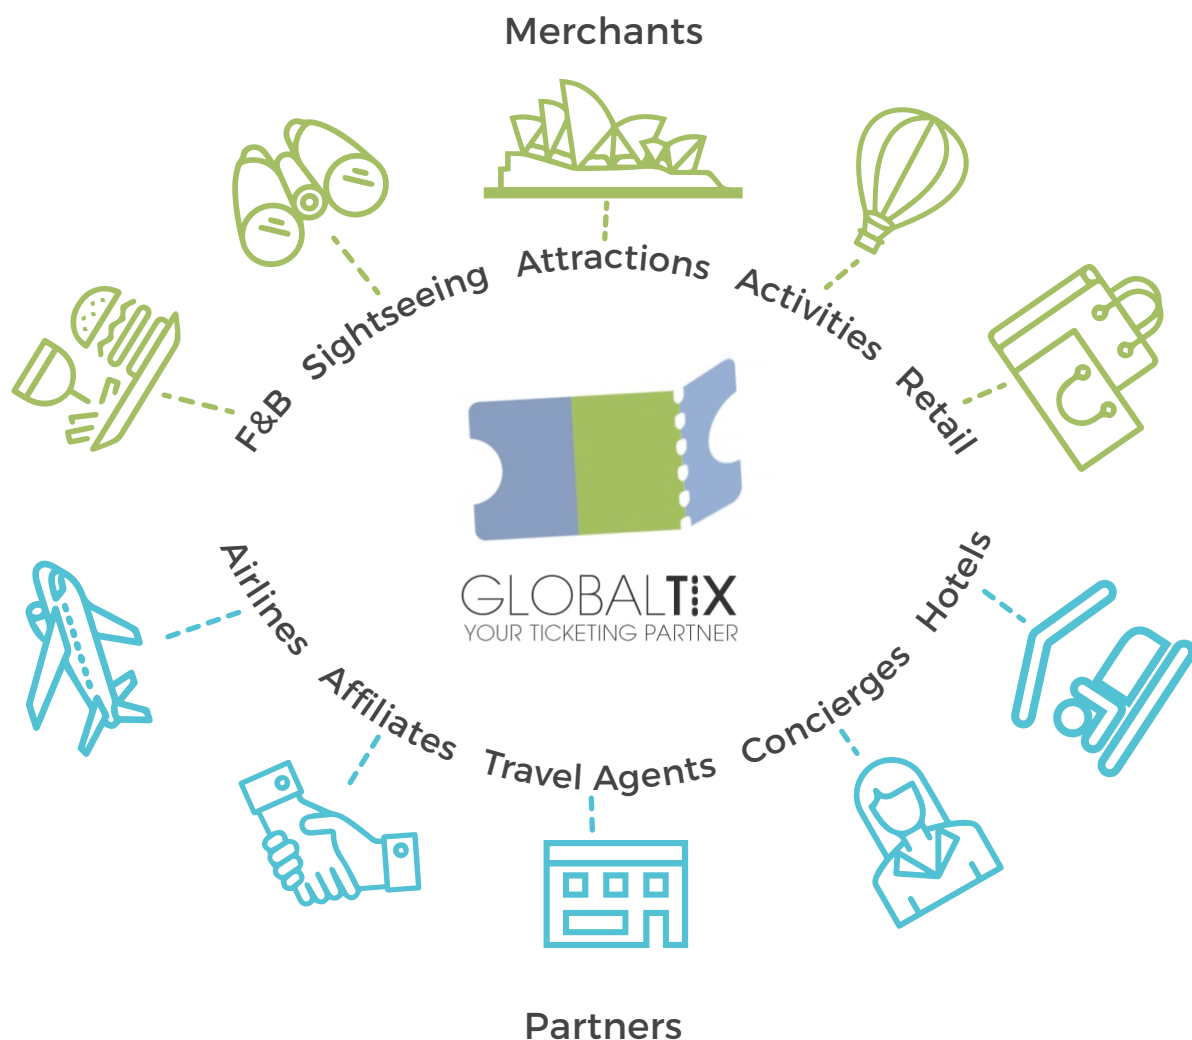 Merchants
F&B
Sightseeing
Attractions
Activities
Retail
GLOBALTIX
YOUR TICKETING PARTNER
Airlines
Affiliates
Travel Agents
Concierges
Hotels
Partners